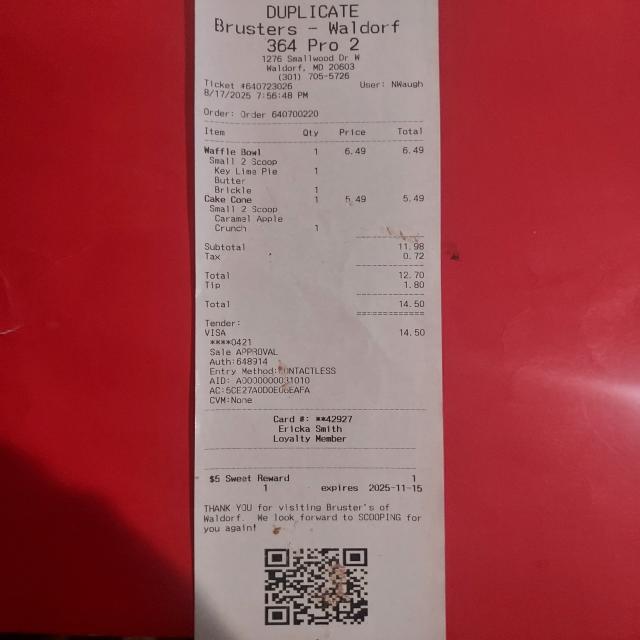 DUPLICATE
Brusters - Waldorf
364 Pro 2
1276 Smallwood Dr W
Waldorf, MD 20603
(301) 705-5726
Ticket #640723026 User: NWaugh
8/17/2025 7:56:48 PM
Order: Order 640700220
Item Qty Price Total
Waffle Bowl 1 6.49 6.49
Small 2 Scoop
Key Lime Pie 1
Butter
Brickle 1
Cake Cone 1 5.49 5.49
Small 2 Scoop
Caramel Apple
Crunch 1
Subtotal 11.98
Tax 0.72
Total 12.70
Tip 1.80
Total 14.50
Tender:
VISA 14.50
****0421
Sale APPROVAL
Auth:648914
Entry Method:CONTACTLESS
AID: A0000000031010
CVM:None
Card #: **42927
Ericka Smith
Loyalty Member
$5 Sweet Reward 1
1 expires 2025-11-15
THANK YOU for visiting Bruster's of
Waldorf. We look forward to SCOOPING for
you again!